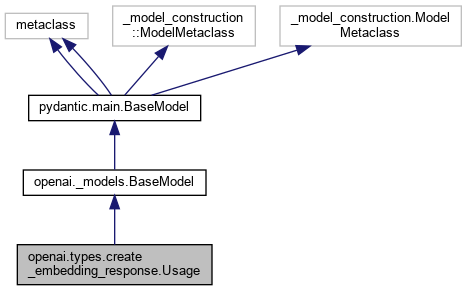 metaclass
_model_construction
::ModelMetaclass
_model_construction.Model
Metaclass
pydantic.main.BaseModel
openai._models.BaseModel
openai.types.create
_embedding_response.Usage